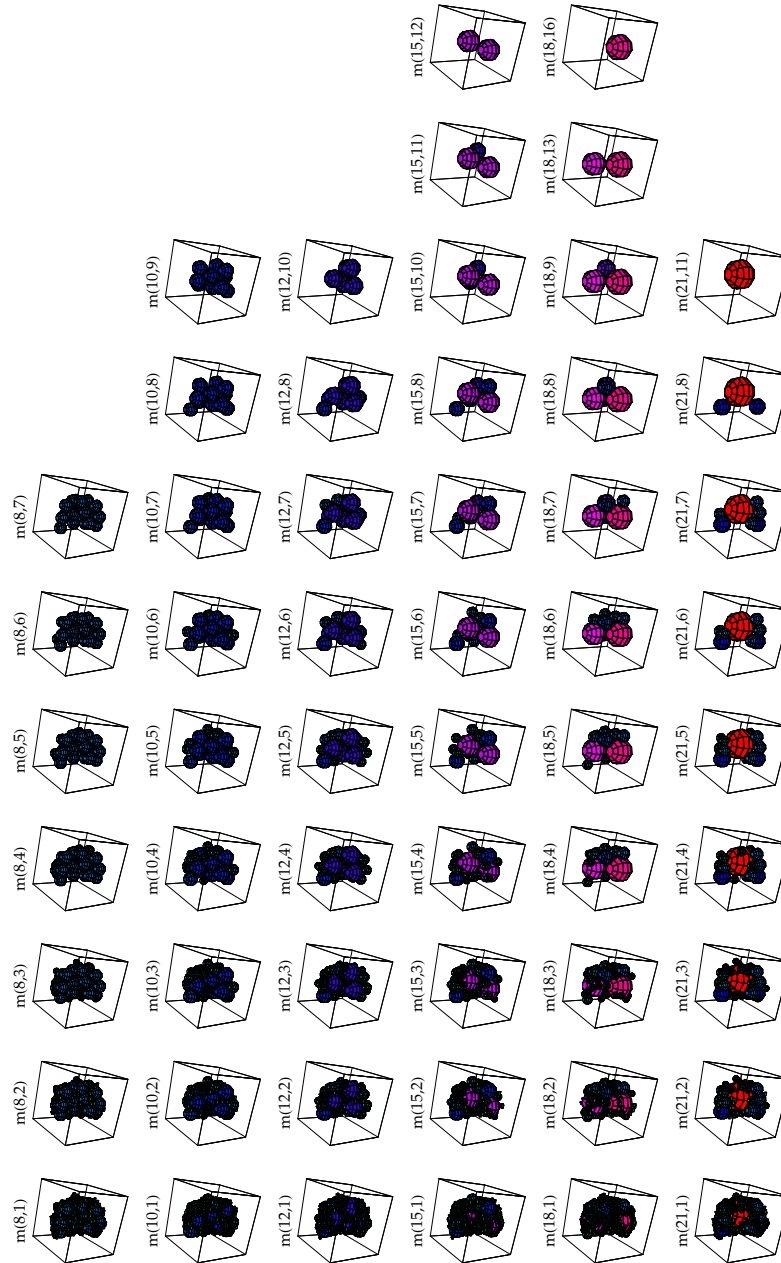 m(8,1) m(8,2) m(8,3) m(8,4) m(8,5) m(8,6) m(8,7)
m(10,1) m(10,2) m(10,3) m(10,4) m(10,5) m(10,6) m(10,7) m(10,8) m(10,9)
m(12,1) m(12,2) m(12,3) m(12,4) m(12,5) m(12,6) m(12,7) m(12,8) m(12,10)
m(15,1) m(15,2) m(15,3) m(15,4) m(15,5) m(15,6) m(15,7) m(15,8) m(15,10) m(15,11) m(15,12)
m(18,1) m(18,2) m(18,3) m(18,4) m(18,5) m(18,6) m(18,7) m(18,8) m(18,9) m(18,13) m(18,16)
m(21,1) m(21,2) m(21,3) m(21,4) m(21,5) m(21,6) m(21,7) m(21,8) m(21,11)